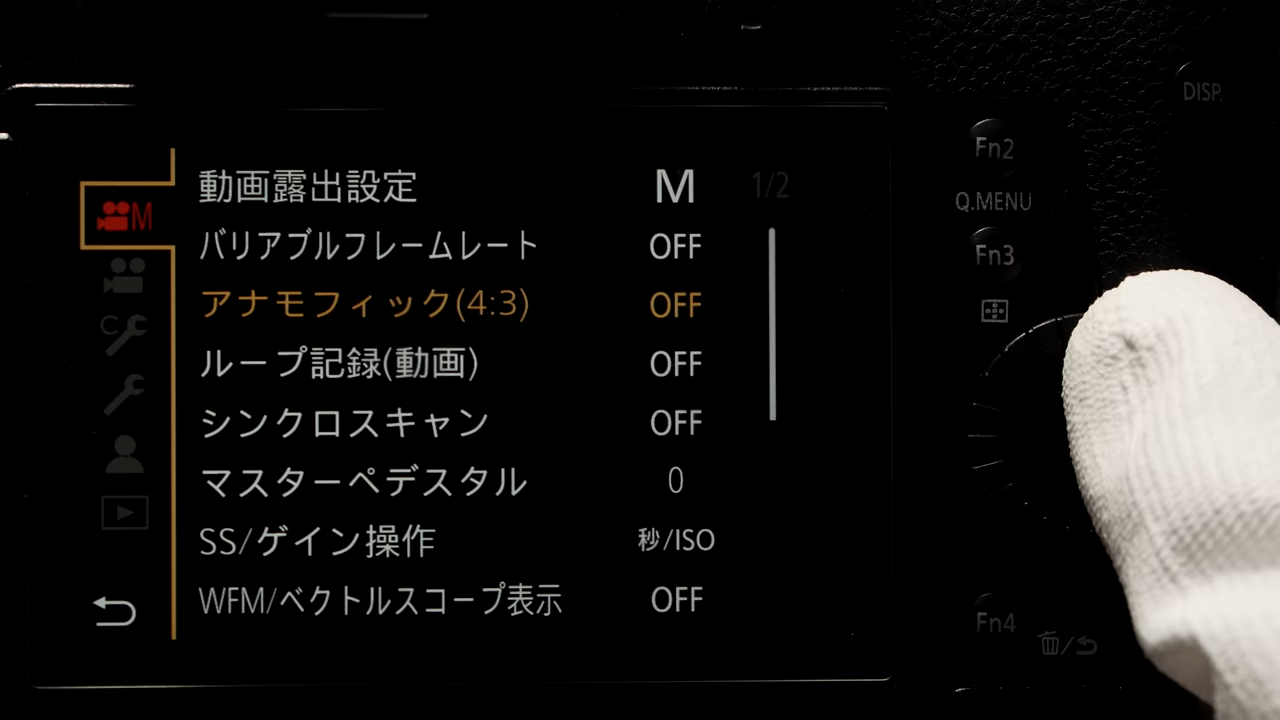 DISP.
Fn2
Q.MENU
Fn3
Fn4
M
動画露出設定 M 1/2
バリアブルフレームレート OFF
アナモフィック(4:3) OFF
ループ記録(動画) OFF
シンクロスキャン OFF
マスターペデスタル 0
SS/ゲイン操作 秒/ISO
WFM/ベクトルスコープ表示 OFF
C